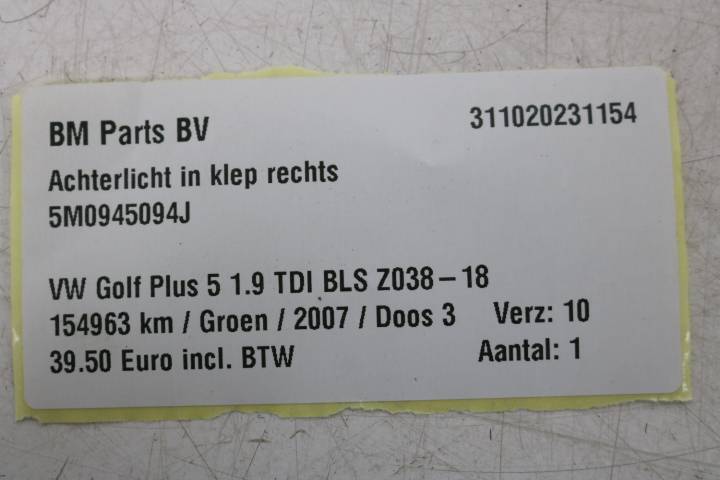 BM Parts BV 311020231154
Achterlicht in klep rechts
5M0945094J
VW Golf Plus 5 1.9 TDI BLS Z038-18
154963 km / Groen / 2007 / Doos 3 Verz: 10
39.50 Euro incl. BTW Aantal: 1